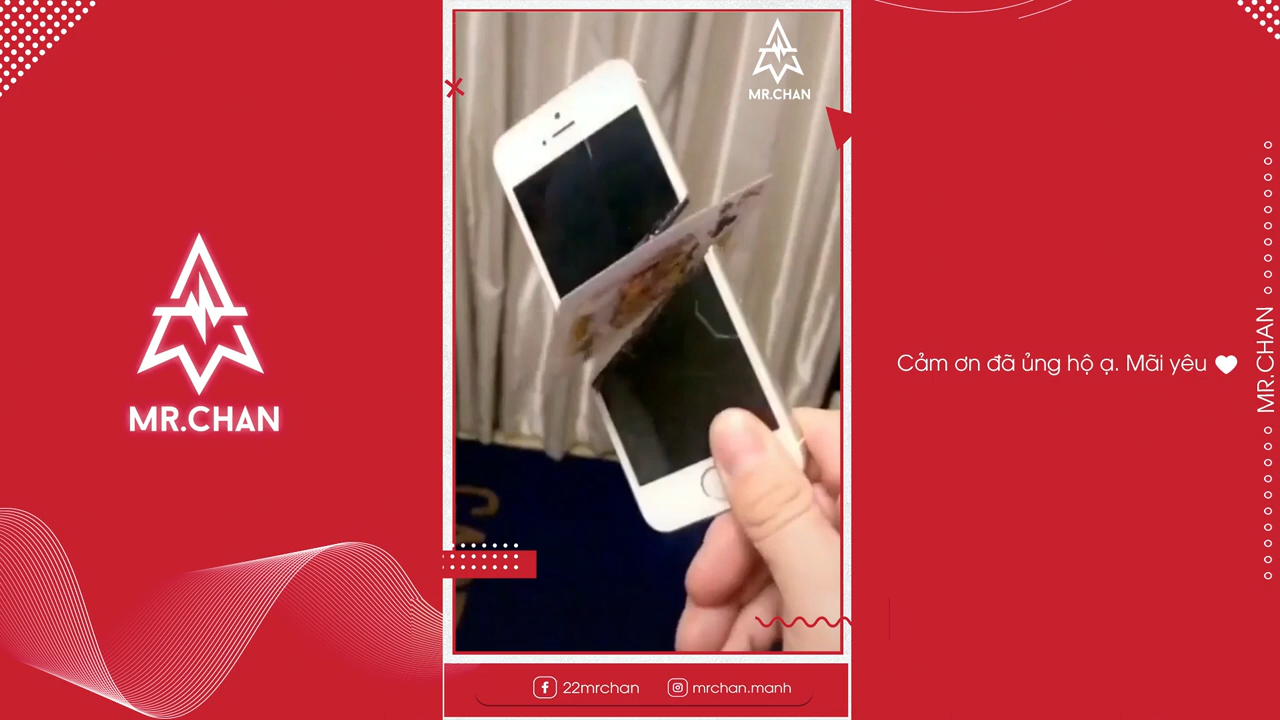 MR.CHAN
MR.CHAN
Cảm ơn đã ủng hộ ạ. Mãi yêu
MR.CHAN
22mrchan
mrchan.manh